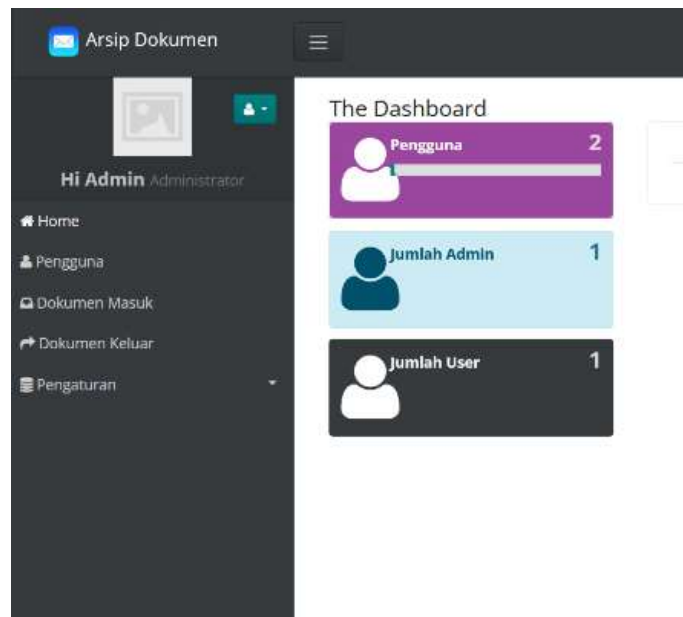 Arsip Dokumen
Hi Admin Administrator
Home
Pengguna
Dokumen Masuk
Dokumen Keluar
Pengaturan
The Dashboard
Pengguna 2
Jumlah Admin 1
Jumlah User 1